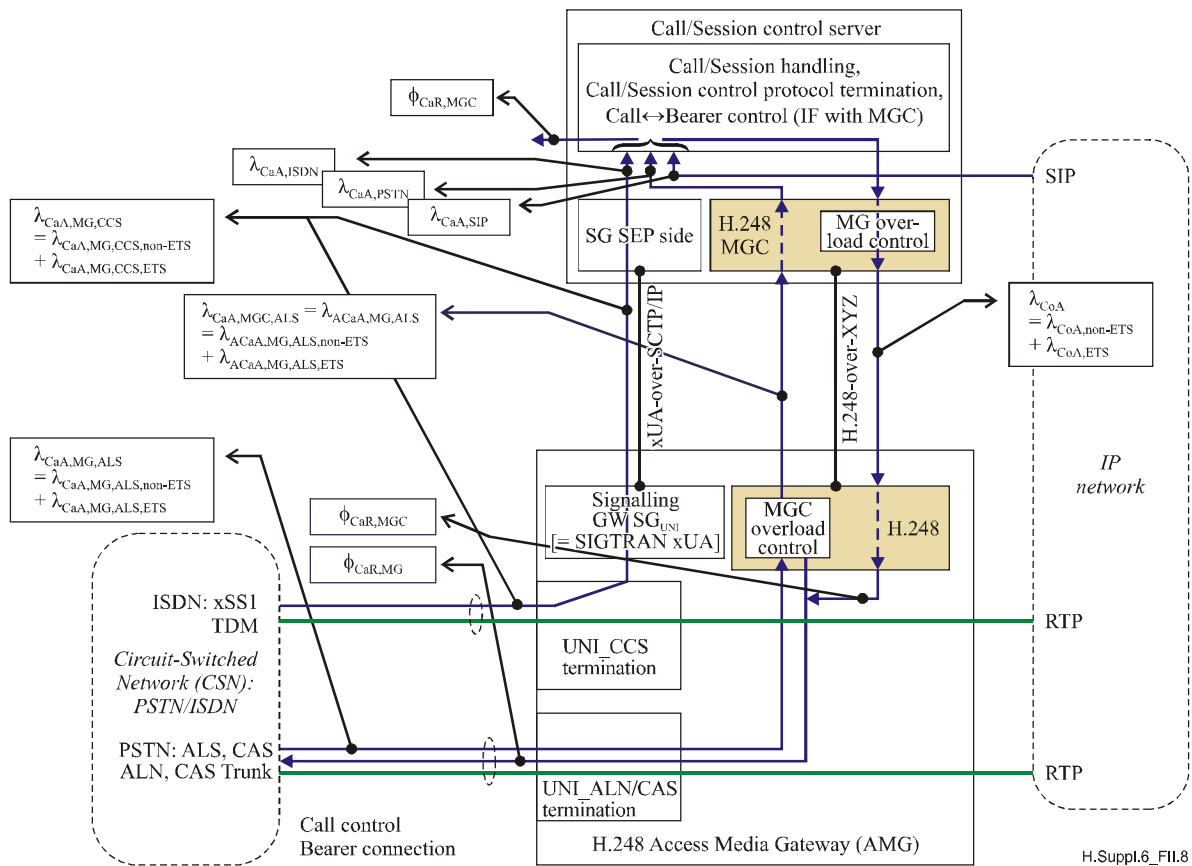 Call/Session control server
Call/Session handling,
Call/Session control protocol termination,
Call↔Bearer control (IF with MGC)
ϕCaR,MGC
λCaA,ISDN
λCaA,PSTN
λCaA,SIP
SIP
λCaA,MG,CCS
= λCaA,MG,CCS,non-ETS
+ λCaA,MG,CCS,ETS
SG SEP side
H.248
MGC
MG over-
load control
λCaA,MGC,ALS = λACaA,MG,ALS
= λACaA,MG,ALS,non-ETS
+ λACaA,MG,ALS,ETS
xUA-over-SCTP/IP
H.248-over-XYZ
λCoA
= λCoA,non-ETS
+ λCoA,ETS
λCaA,MG,ALS
= λCaA,MG,ALS,non-ETS
+ λCaA,MG,ALS,ETS
IP
network
ϕCaR,MGC
ϕCaR,MG
Signalling
GW SGUNI
[= SIGTRAN xUA]
MGC
overload
control
H.248
ISDN: xSS1
TDM
RTP
Circuit-Switched
Network (CSN):
PSTN/ISDN
UNI_CCS
termination
PSTN: ALS, CAS
ALN, CAS Trunk
RTP
UNI_ALN/CAS
termination
Call control
Bearer connection
H.248 Access Media Gateway (AMG)
H.Suppl.6_FII.8